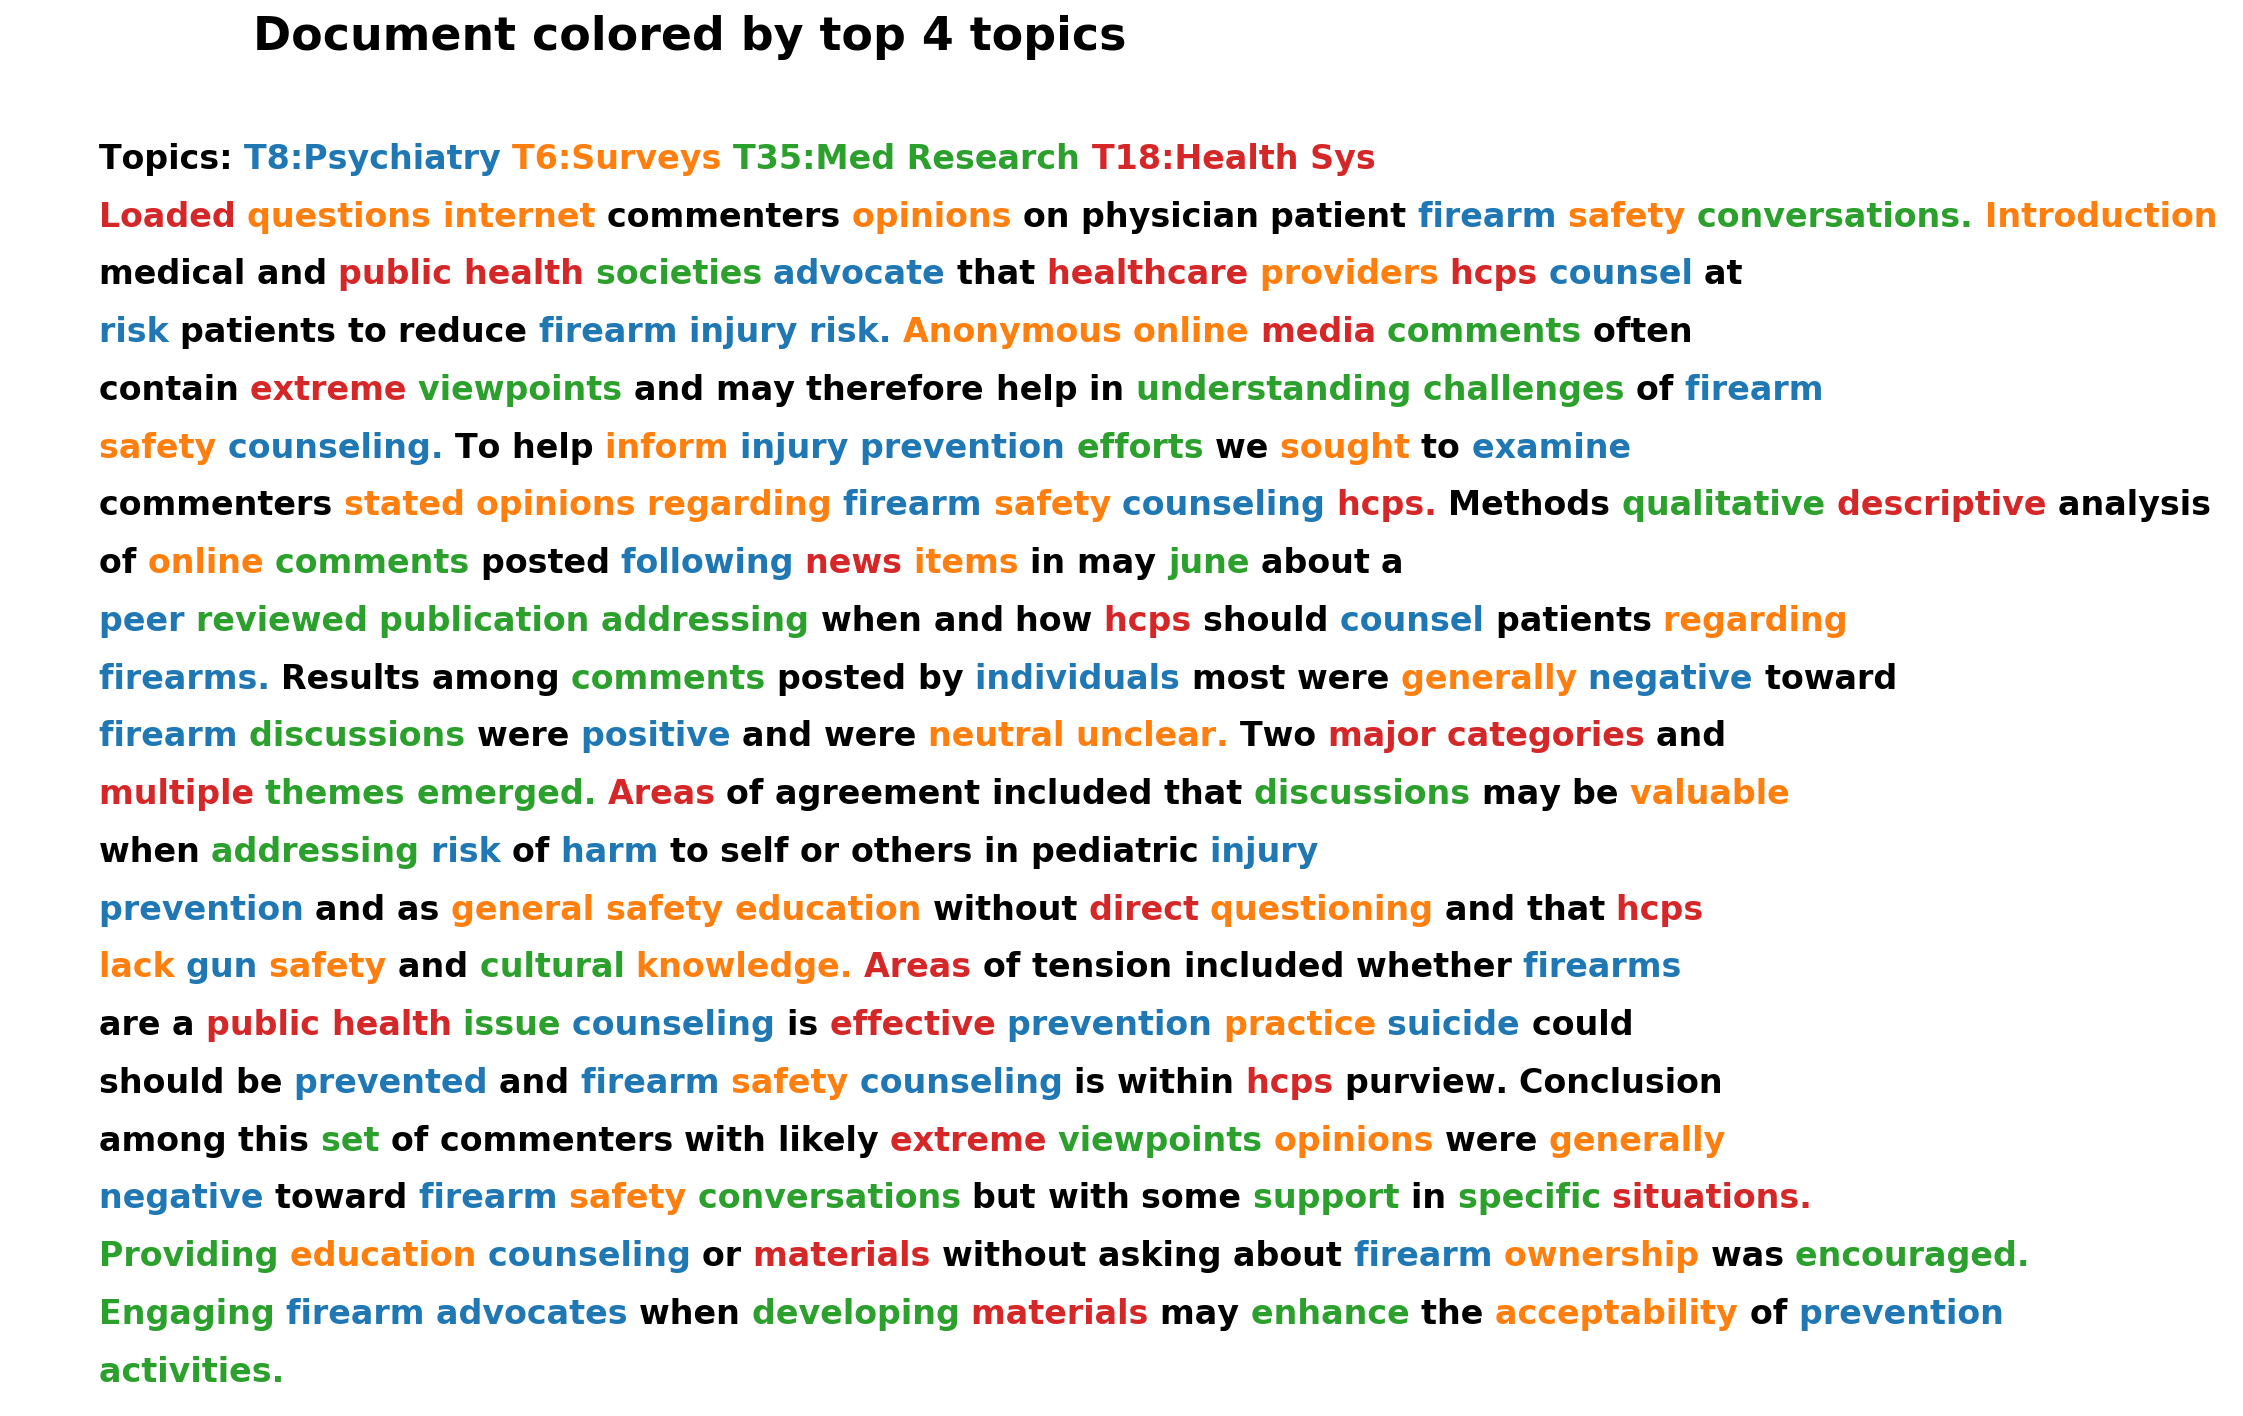 Document colored by top 4 topics
Topics: T8:Psychiatry T6:Surveys T35:Med Research T18:Health Sys
Loaded questions internet commenters opinions on physician patient firearm safety conversations. Introduction
medical and public health societies advocate that healthcare providers hcps counsel at
risk patients to reduce firearm injury risk. Anonymous online media comments often
contain extreme viewpoints and may therefore help in understanding challenges of firearm
safety counseling. To help inform injury prevention efforts we sought to examine
commenters stated opinions regarding firearm safety counseling hcps. Methods qualitative descriptive analysis
of online comments posted following news items in may june about a
peer reviewed publication addressing when and how hcps should counsel patients regarding
firearms. Results among comments posted by individuals most were generally negative toward
firearm discussions were positive and were neutral unclear. Two major categories and
multiple themes emerged. Areas of agreement included that discussions may be valuable
when addressing risk of harm to self or others in pediatric injury
prevention and as general safety education without direct questioning and that hcps
lack gun safety and cultural knowledge. Areas of tension included whether firearms
are a public health issue counseling is effective prevention practice suicide could
should be prevented and firearm safety counseling is within hcps purview. Conclusion
among this set of commenters with likely extreme viewpoints opinions were generally
negative toward firearm safety conversations but with some support in specific situations.
Providing education counseling or materials without asking about firearm ownership was encouraged.
Engaging firearm advocates when developing materials may enhance the acceptability of prevention
activities.